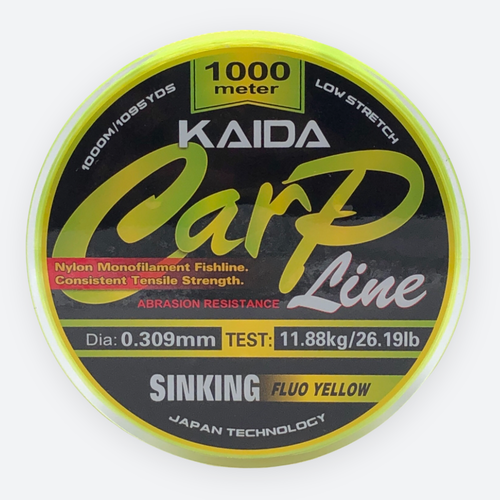 1000
meter
1000M/1095YDS
LOW STRETCH
KAIDA
Carp
Line
Nylon Monofilament Fishline.
Consistent Tensile Strength.
ABRASION RESISTANCE
Dia: 0.309mm TEST: 11.88kg/26.19lb
SINKING FLUO YELLOW
JAPAN TECHNOLOGY